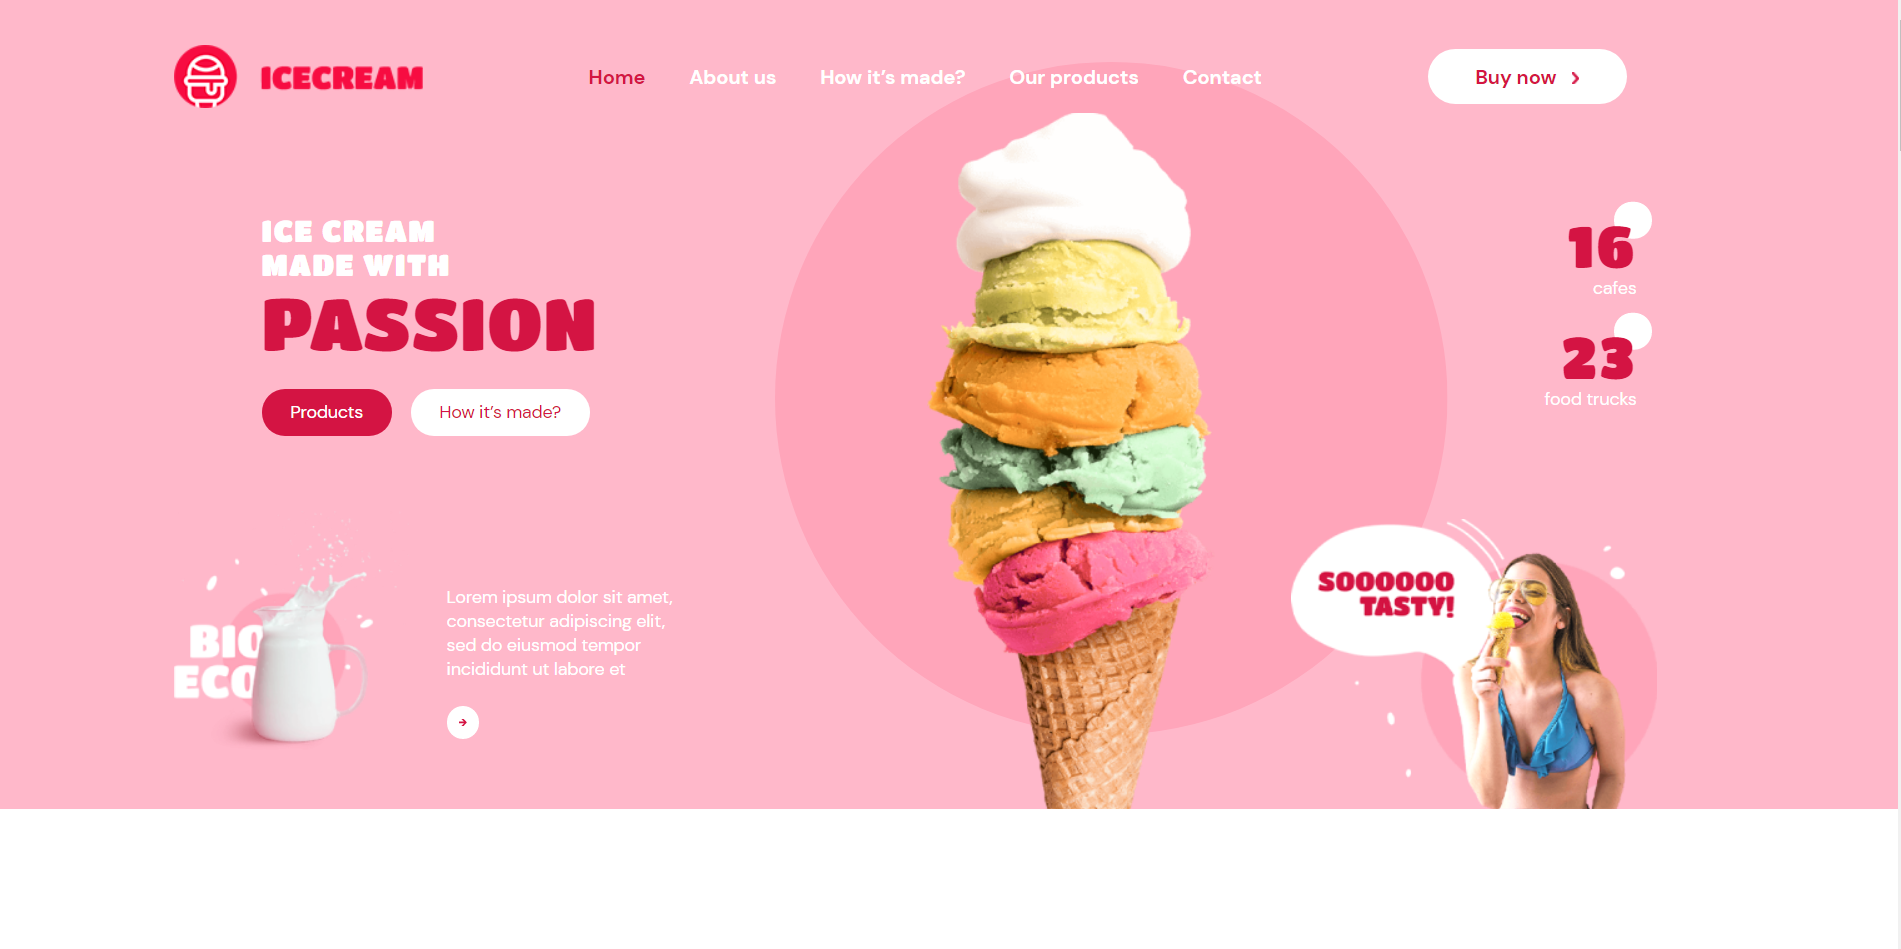 ICECREAM
Home
About us
How it’s made?
Our products
Contact
Buy now
ICE CREAM
MADE WITH
PASSION
Products
How it’s made?
16
cafes
23
food trucks
BIO
ECO
Lorem ipsum dolor sit amet,
consectetur adipiscing elit,
sed do eiusmod tempor
incididunt ut labore et
SOOOOOO
TASTY!